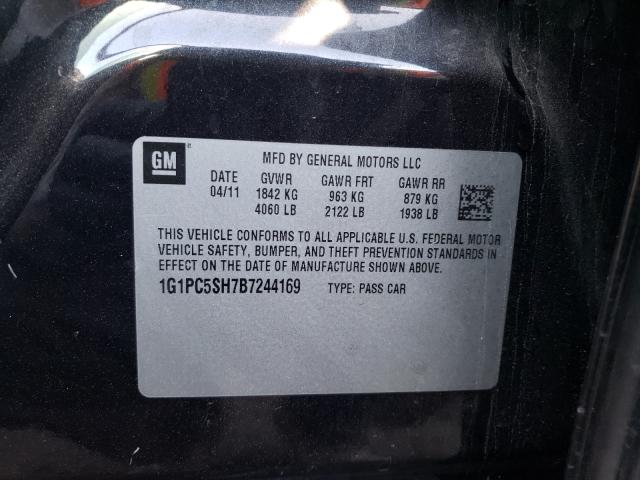 GM ®
MFD BY GENERAL MOTORS LLC
DATE GVWR GAWR FRT GAWR RR
04/11 1842 KG 963 KG 879 KG
4060 LB 2122 LB 1938 LB
THIS VEHICLE CONFORMS TO ALL APPLICABLE U.S. FEDERAL MOTOR
VEHICLE SAFETY, BUMPER, AND THEFT PREVENTION STANDARDS IN
EFFECT ON THE DATE OF MANUFACTURE SHOWN ABOVE.
1G1PC5SH7B7244169 TYPE: PASS CAR